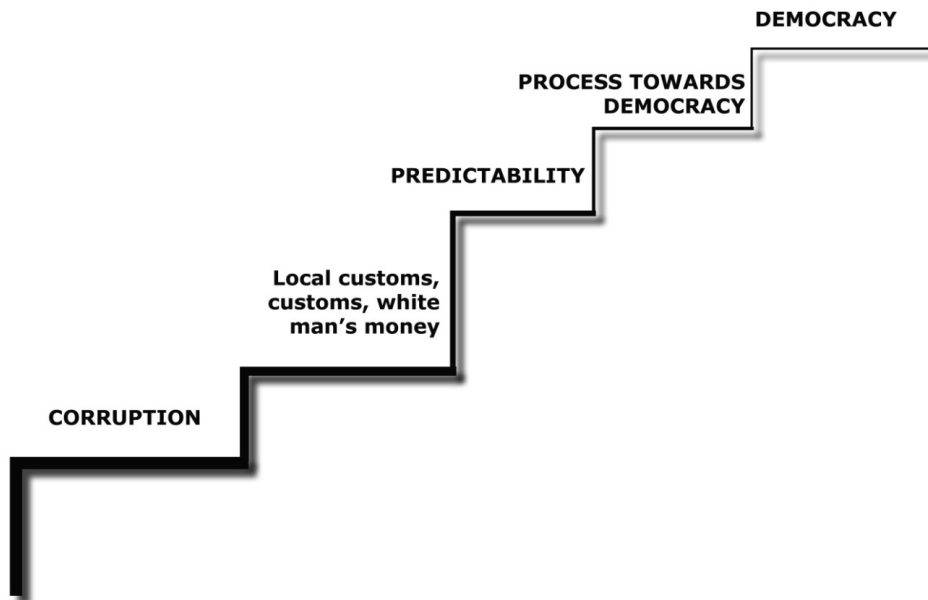 DEMOCRACY
PROCESS TOWARDS
DEMOCRACY
PREDICTABILITY
Local customs,
customs, white
man’s money
CORRUPTION